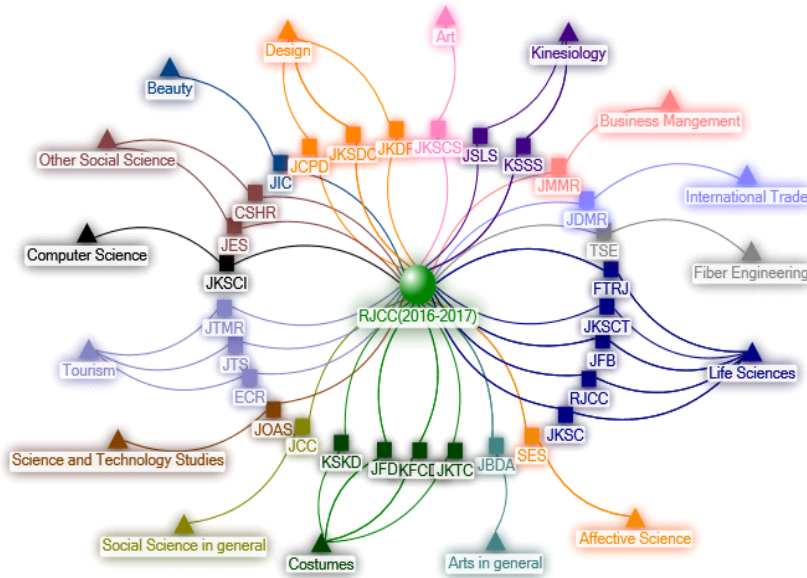 Art
Design
Kinesiology
Beauty
Business Mangement
JKSCS
JKDR
JKSDC
JSLS
JCPD
KSSS
Other Social Science
JIC
JMMR
International Trade
CSHR
JDMR
JES
TSE
Computer Science
JKSCI
Fiber Engineering
FTRJ
RJCC(2016-2017)
JTMR
JKSCT
JTS
JFB
Tourism
Life Sciences
ECR
RJCC
JOAS
JKSC
JCC
Science and Technology Studies
KSKD
JFD
KFCD
JKTC
JBDA
SES
Social Science in general
Costumes
Arts in general
Affective Science